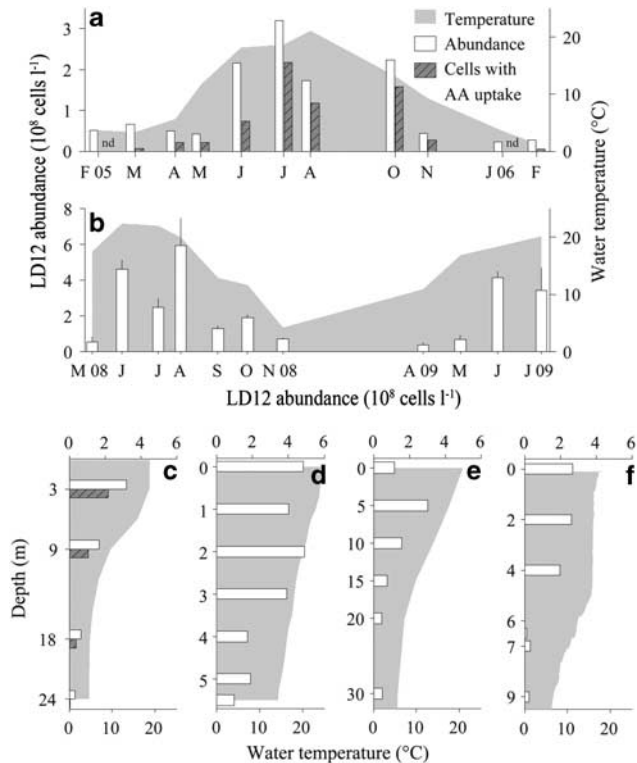 a
3
2
1
0
20
10
0
Temperature
Abundance
Cells with
AA uptake
nd
nd
F 05 M A M J J A O N J 06 F
LD12 abundance (10⁸ cells l⁻¹)
Water temperature (°C)
b
8
6
4
2
0
20
10
0
M 08 J J A S O N 08 A 09 M J J 09
LD12 abundance (10⁸ cells l⁻¹)
0 2 4 6 0 2 4 6 0 2 4 6 0 2 4 6
c d e f
Depth (m)
3
9
18
24
0
1
2
3
4
5
0
5
10
15
20
30
0
2
4
6
7
9
0 10 20 0 10 20 0 10 20 0 10 20
Water temperature (°C)